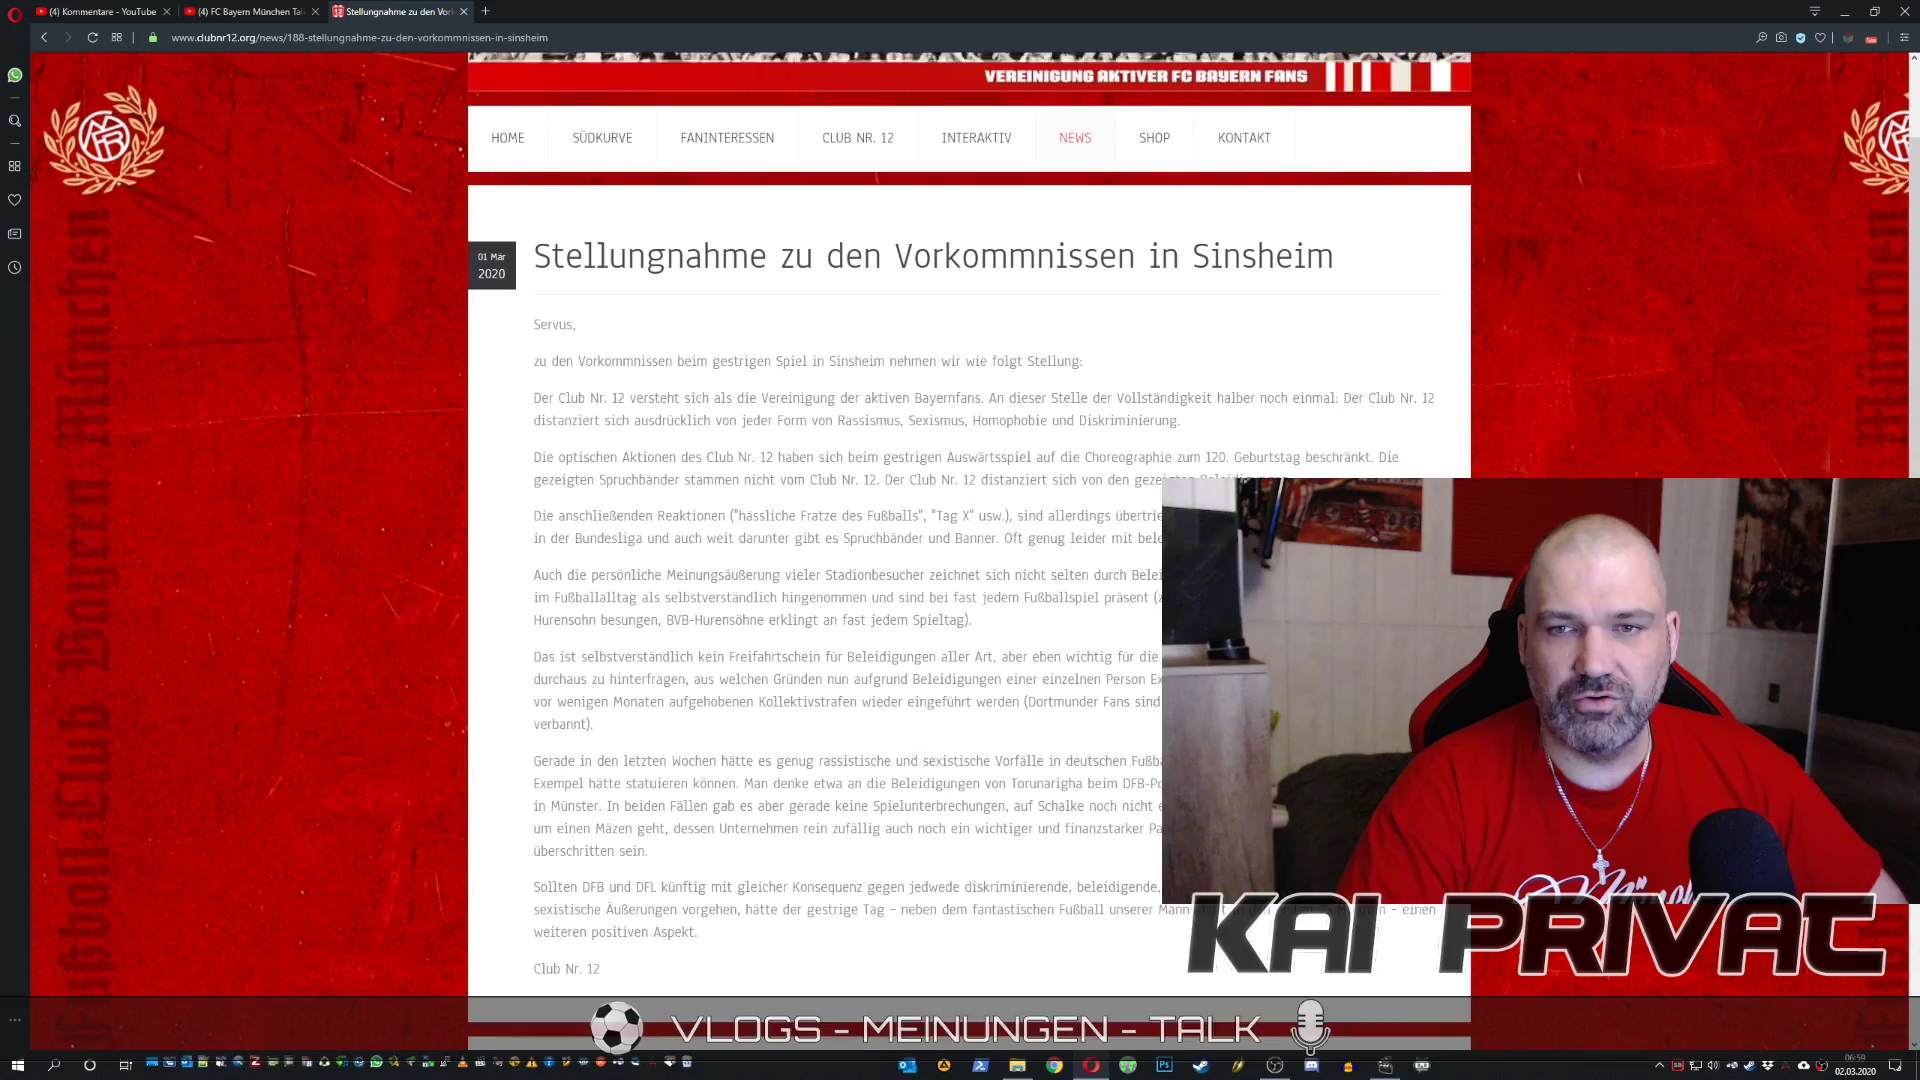 (4) Kommentare - YouTube
(4) FC Bayern München Tal
Stellungnahme zu den Vor
www.clubnr12.org/news/188-stellungnahme-zu-den-vorkommnissen-in-sinsheim
VEREINIGUNG AKTIVER FC BAYERN FANS
HOME SÜDKURVE FANINTERESSEN CLUB NR. 12 INTERAKTIV NEWS SHOP KONTAKT
01 Mär
2020
Stellungnahme zu den Vorkommnissen in Sinsheim
Servus,
zu den Vorkommnissen beim gestrigen Spiel in Sinsheim nehmen wir wie folgt Stellung:
Der Club Nr. 12 versteht sich als die Vereinigung der aktiven Bayernfans. An dieser Stelle der Vollständigkeit halber noch einmal: Der Club Nr. 12
distanziert sich ausdrücklich von jeder Form von Rassismus, Sexismus, Homophobie und Diskriminierung.
Die optischen Aktionen des Club Nr. 12 haben sich beim gestrigen Auswärtsspiel auf die Choreographie zum 120. Geburtstag beschränkt. Die
gezeigten Spruchbänder stammen nicht vom Club Nr. 12. Der Club Nr. 12 distanziert sich von den
Die anschließenden Reaktionen ("hässliche Fratze des Fußballs", "Tag X" usw.), sind allerdings übertrie
in der Bundesliga und auch weit darunter gibt es Spruchbänder und Banner. Oft genug leider mit bele
Auch die persönliche Meinungsäußerung vieler Stadionbesucher zeichnet sich nicht selten durch Bele
im Fußballalltag als selbstverständlich hingenommen und sind bei fast jedem Fußballspiel präsent (
Hurensohn besungen, BVB-Hurensöhne erklingt an fast jedem Spieltag).
Das ist selbstverständlich kein Freifahrtschein für Beleidigungen aller Art, aber eben wichtig für die
durchaus zu hinterfragen, aus welchen Gründen nun aufgrund Beleidigungen einer einzelnen Person Ex
vor wenigen Monaten aufgehobenen Kollektivstrafen wieder eingeführt werden (Dortmunder Fans sind
verbannt).
Gerade in den letzten Wochen hätte es genug rassistische und sexistische Vorfälle in deutschen Fußba
Exempel hätte statuieren können. Man denke etwa an die Beleidigungen von Torunarigha beim DFB-Po
in Münster. In beiden Fällen gab es aber gerade keine Spielunterbrechungen, auf Schalke noch nicht e
um einen Mäzen geht, dessen Unternehmen rein zufällig auch noch ein wichtiger und finanzstarker Pa
überschritten sein.
Sollten DFB und DFL künftig mit gleicher Konsequenz gegen jedwede diskriminierende, beleidigende,
sexistische Äußerungen vorgehen, hätte der gestrige Tag – neben dem fantastischen Fußball unserer Mann – einen
weiteren positiven Aspekt.
Club Nr. 12
Fußball-Club Bayern München
München
1900
KAI PRIVAT
VLOGS - MEINUNGEN - TALK
06:59
02.03.2020